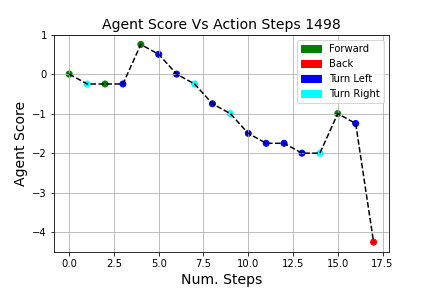 Agent Score Vs Action Steps 1498
Forward
Back
Turn Left
Turn Right
Agent Score
1
0
−1
−2
−3
−4
0.0 2.5 5.0 7.5 10.0 12.5 15.0 17.5
Num. Steps